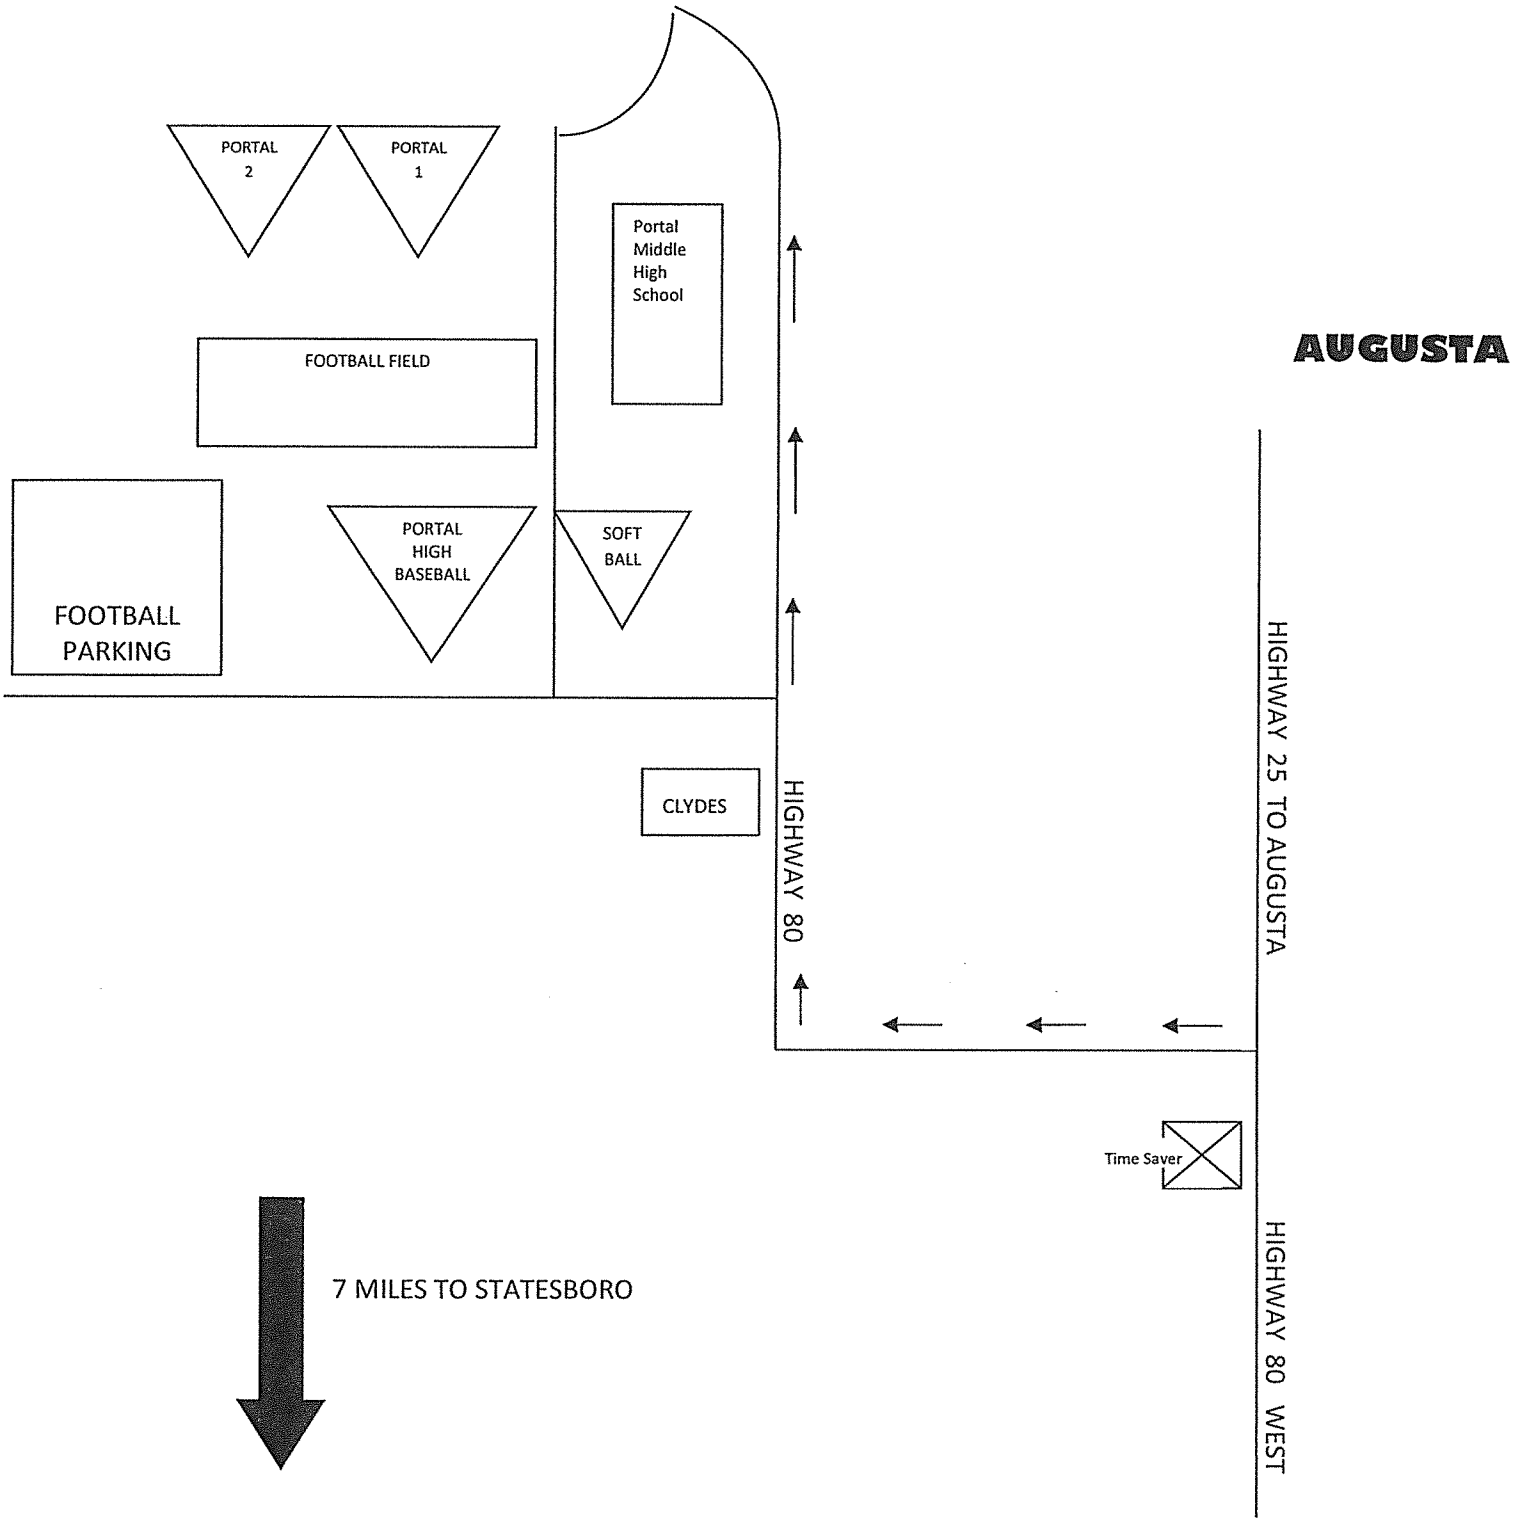 PORTAL
2
PORTAL
1
Portal
Middle
High
School
AUGUSTA
FOOTBALL FIELD
PORTAL
HIGH
BASEBALL
SOFT
BALL
FOOTBALL
PARKING
HIGHWAY 25 TO AUGUSTA
CLYDES
HIGHWAY 80
Time Saver
7 MILES TO STATESBORO
HIGHWAY 80 WEST